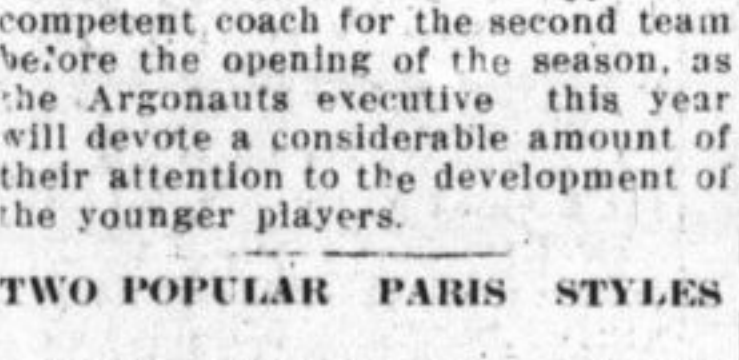 competent coach for the second team
before the opening of the season, as
the Argonauts executive this year
will devote a considerable amount of
their attention to the development of
the younger players.
TWO POPULAR PARIS STYLES